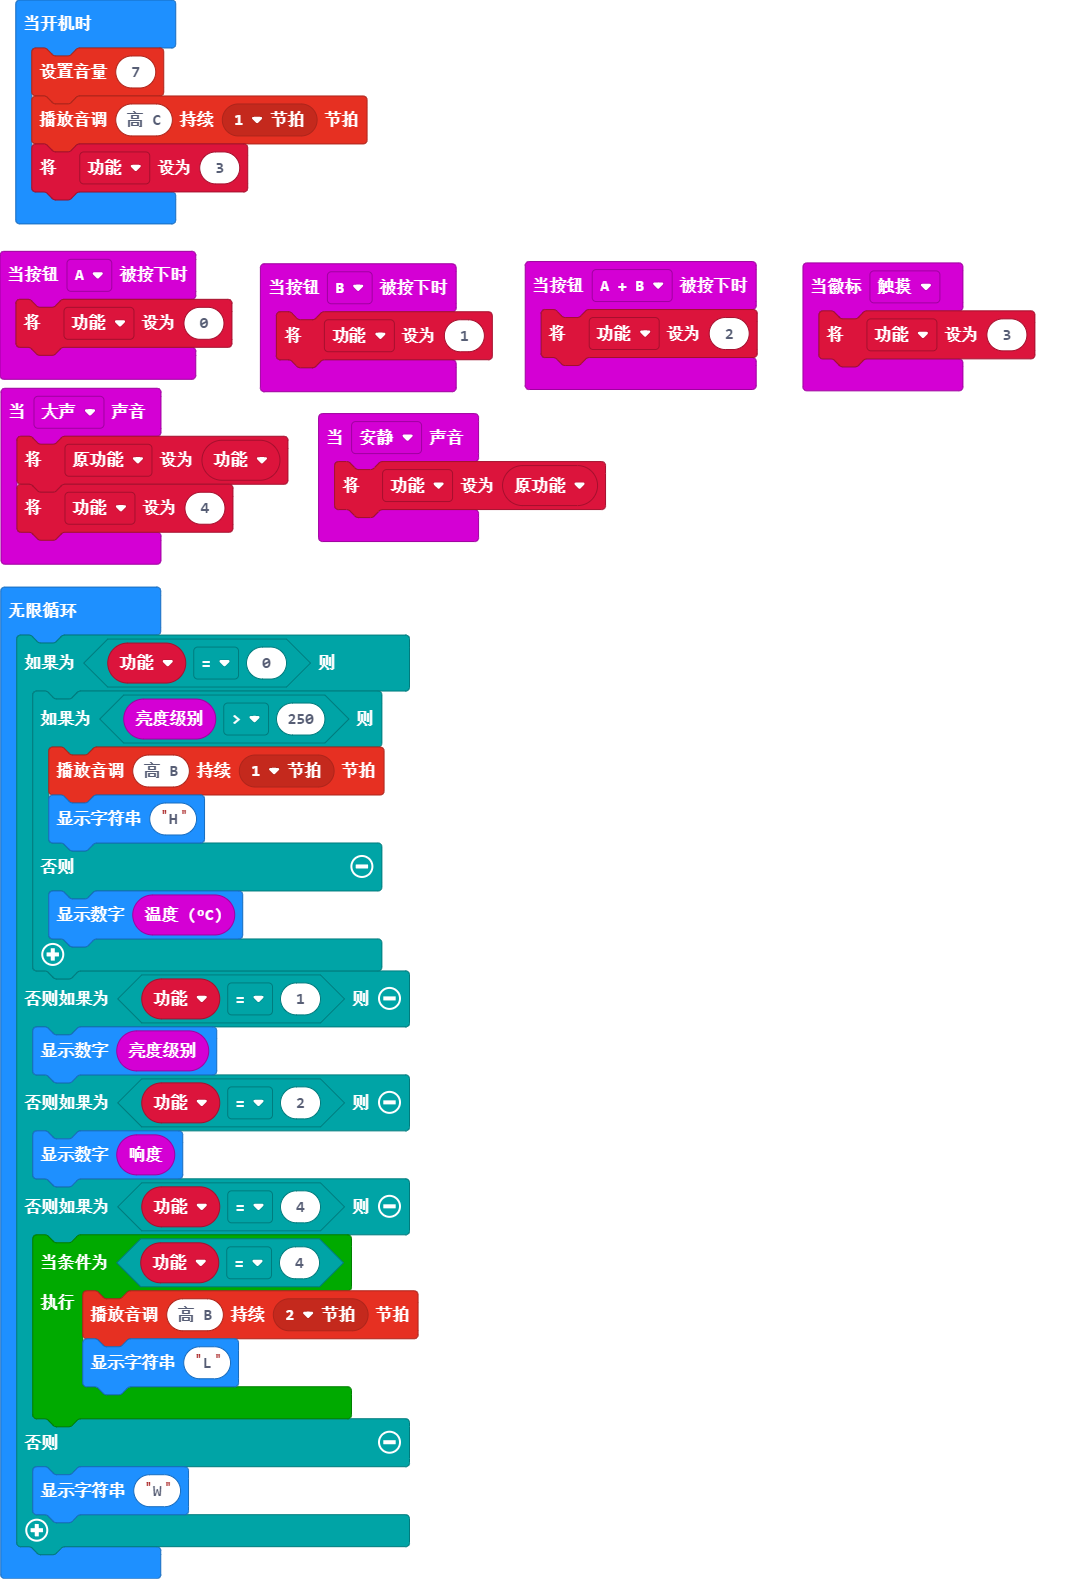 当开机时
设置音量 7
播放音调 高 C 持续 1 节拍 节拍
将 功能 设为 3
当按钮 A 被按下时
将 功能 设为 0
当按钮 B 被按下时
将 功能 设为 1
当按钮 A + B 被按下时
将 功能 设为 2
当徽标 触摸
将 功能 设为 3
当 大声 声音
将 原功能 设为 功能
将 功能 设为 4
当 安静 声音
将 功能 设为 原功能
无限循环
如果为 功能 = 0 则
如果为 亮度级别 > 250 则
播放音调 高 B 持续 1 节拍 节拍
显示字符串 "H"
否则
显示数字 温度 (ºC)
否则如果为 功能 = 1 则
显示数字 亮度级别
否则如果为 功能 = 2 则
显示数字 响度
否则如果为 功能 = 4 则
当条件为 功能 = 4
执行
播放音调 高 B 持续 2 节拍 节拍
显示字符串 "L"
否则
显示字符串 "W"